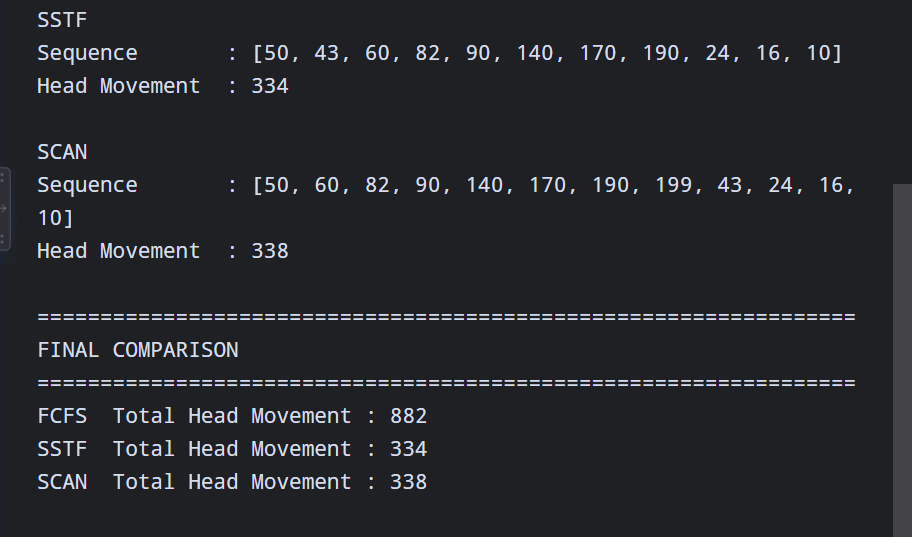 SSTF
Sequence       : [50, 43, 60, 82, 90, 140, 170, 190, 24, 16, 10]
Head Movement  : 334
SCAN
Sequence       : [50, 60, 82, 90, 140, 170, 190, 199, 43, 24, 16,
10]
Head Movement  : 338
=================================================================
FINAL COMPARISON
=================================================================
FCFS  Total Head Movement : 882
SSTF  Total Head Movement : 334
SCAN  Total Head Movement : 338